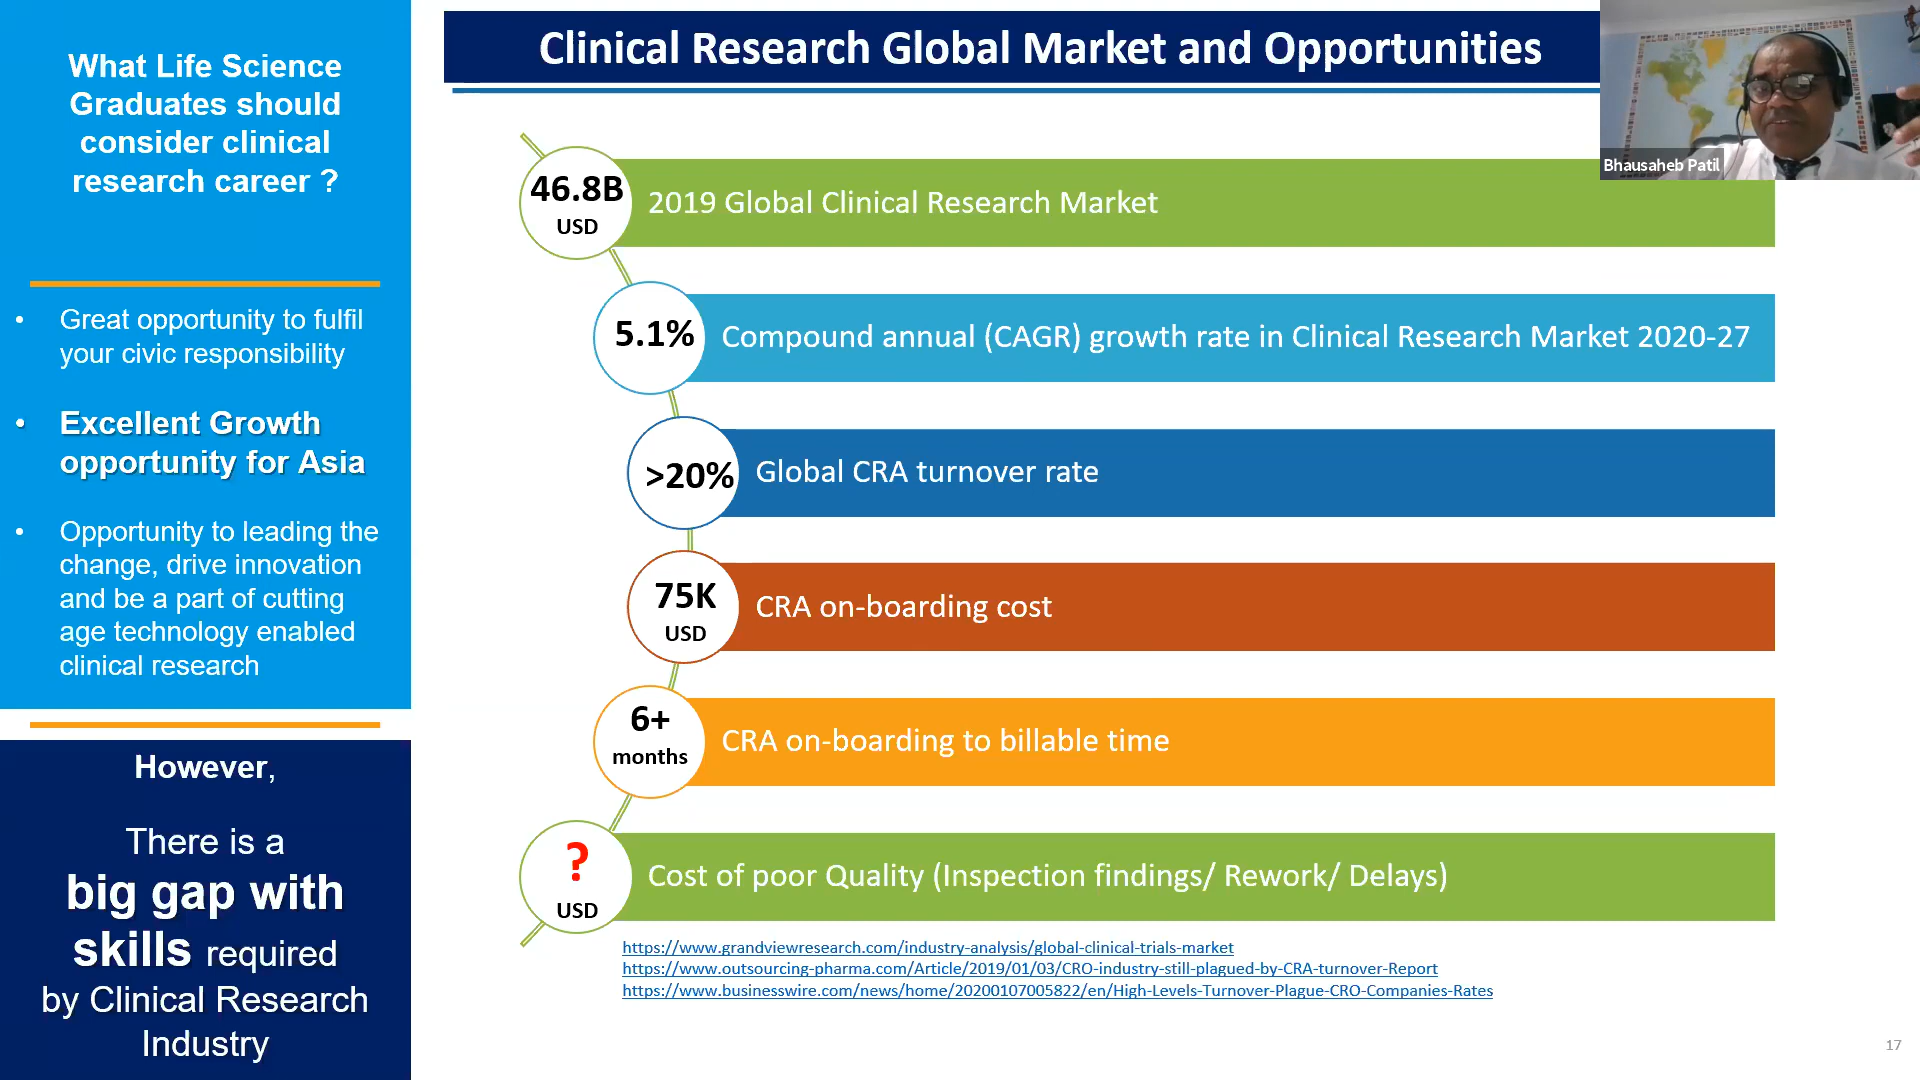 What Life Science
Graduates should
consider clinical
research career ?
• Great opportunity to fulfil
your civic responsibility
• Excellent Growth
opportunity for Asia
• Opportunity to leading the
change, drive innovation
and be a part of cutting
age technology enabled
clinical research
However,
There is a
big gap with
skills required
by Clinical Research
Industry
Clinical Research Global Market and Opportunities
Bhausaheb Patil
46.8B
USD
2019 Global Clinical Research Market
5.1%
Compound annual (CAGR) growth rate in Clinical Research Market 2020-27
>20%
Global CRA turnover rate
75K
USD
CRA on-boarding cost
6+
months
CRA on-boarding to billable time
?
USD
Cost of poor Quality (Inspection findings/ Rework/ Delays)
https://www.grandviewresearch.com/industry-analysis/global-clinical-trials-market
https://www.outsourcing-pharma.com/Article/2019/01/03/CRO-industry-still-plagued-by-CRA-turnover-Report
https://www.businesswire.com/news/home/20200107005822/en/High-Levels-Turnover-Plague-CRO-Companies-Rates
17